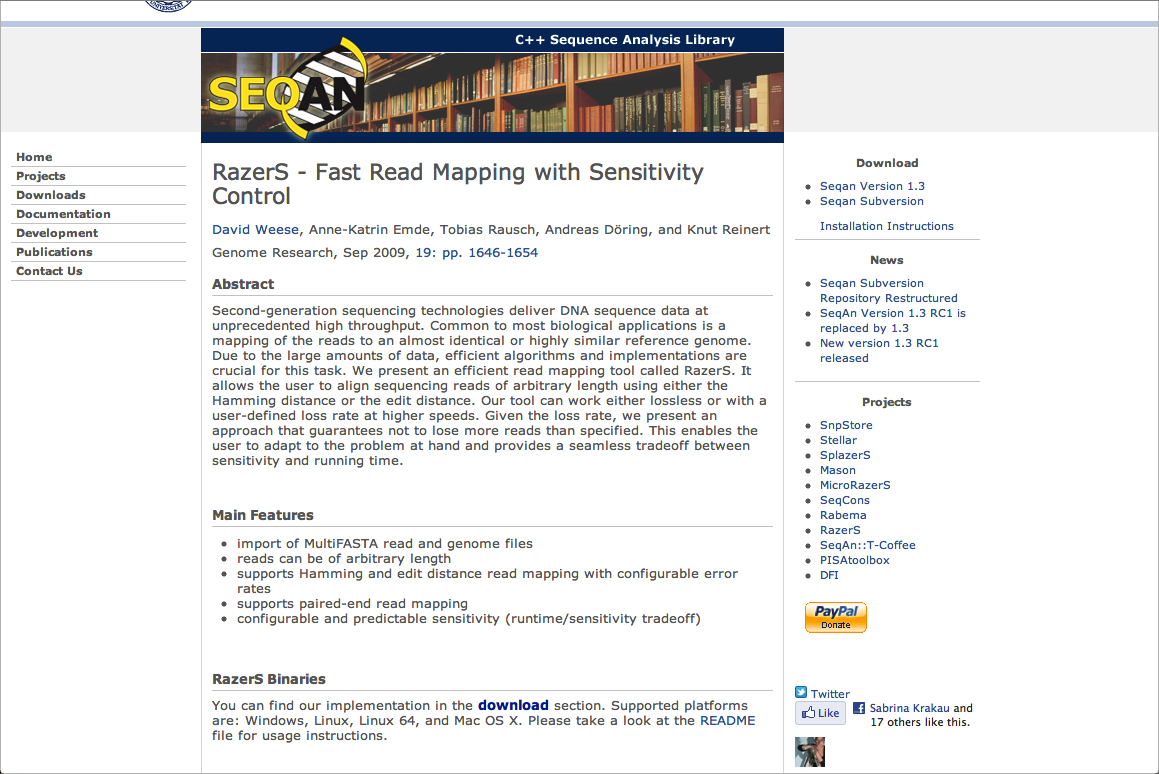 UNIVERSITÄT
C++ Sequence Analysis Library
SEQAN
Home
Projects
Downloads
Documentation
Development
Publications
Contact Us
RazerS - Fast Read Mapping with Sensitivity
Control
David Weese, Anne-Katrin Emde, Tobias Rausch, Andreas Döring, and Knut Reinert
Genome Research, Sep 2009, 19: pp. 1646-1654
Abstract
Second-generation sequencing technologies deliver DNA sequence data at
unprecedented high throughput. Common to most biological applications is a
mapping of the reads to an almost identical or highly similar reference genome.
Due to the large amounts of data, efficient algorithms and implementations are
crucial for this task. We present an efficient read mapping tool called RazerS. It
allows the user to align sequencing reads of arbitrary length using either the
Hamming distance or the edit distance. Our tool can work either lossless or with a
user-defined loss rate at higher speeds. Given the loss rate, we present an
approach that guarantees not to lose more reads than specified. This enables the
user to adapt to the problem at hand and provides a seamless tradeoff between
sensitivity and running time.
Main Features
import of MultiFASTA read and genome files
reads can be of arbitrary length
supports Hamming and edit distance read mapping with configurable error
rates
supports paired-end read mapping
configurable and predictable sensitivity (runtime/sensitivity tradeoff)
RazerS Binaries
You can find our implementation in the download section. Supported platforms
are: Windows, Linux, Linux 64, and Mac OS X. Please take a look at the README
file for usage instructions.
Download
Seqan Version 1.3
Seqan Subversion
Installation Instructions
News
Seqan Subversion
Repository Restructured
SeqAn Version 1.3 RC1 is
replaced by 1.3
New version 1.3 RC1
released
Projects
SnpStore
Stellar
SplazerS
Mason
MicroRazerS
SeqCons
Rabema
RazerS
SeqAn::T-Coffee
PISAtoolbox
DFI
PayPal
Donate
Twitter
Like
Sabrina Krakau and
17 others like this.